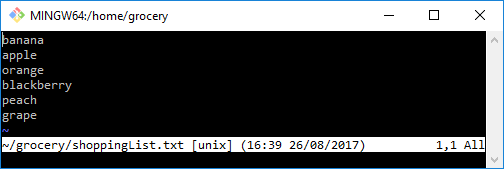 MINGW64:/home/grocery
banana
apple
orange
blackberry
peach
grape
~
~/grocery/shoppingList.txt [unix] (16:39 26/08/2017) 1,1 All